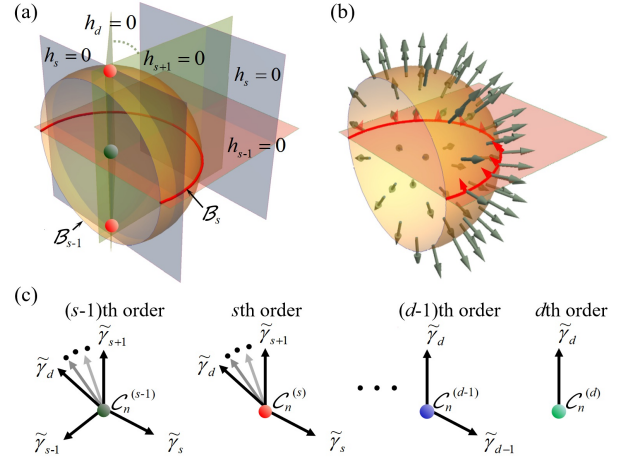 (a)
(b)
h_d = 0
h_s = 0
h_{s+1} = 0
h_s = 0
h_{s-1} = 0
ℬ_{s-1}
ℬ_s
(c)
(s-1)th order
sth order
(d-1)th order
dth order
γ̃_{s+1}
γ̃_{s+1}
γ̃_d
γ̃_d
γ̃_d
γ̃_d
𝒞_n^{(s-1)}
𝒞_n^{(s)}
𝒞_n^{(d-1)}
𝒞_n^{(d)}
γ̃_{s-1}
γ̃_s
γ̃_s
γ̃_{d-1}